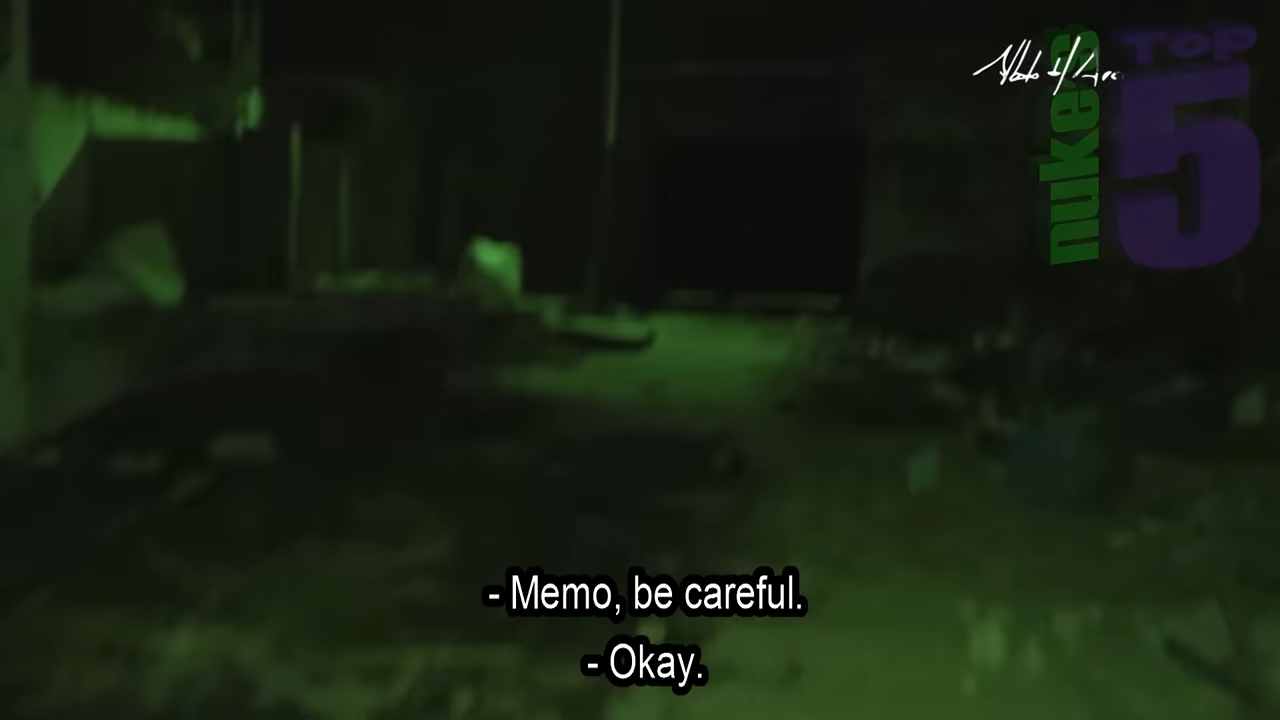 nuke's
Top
5
- Memo, be careful.
- Okay.